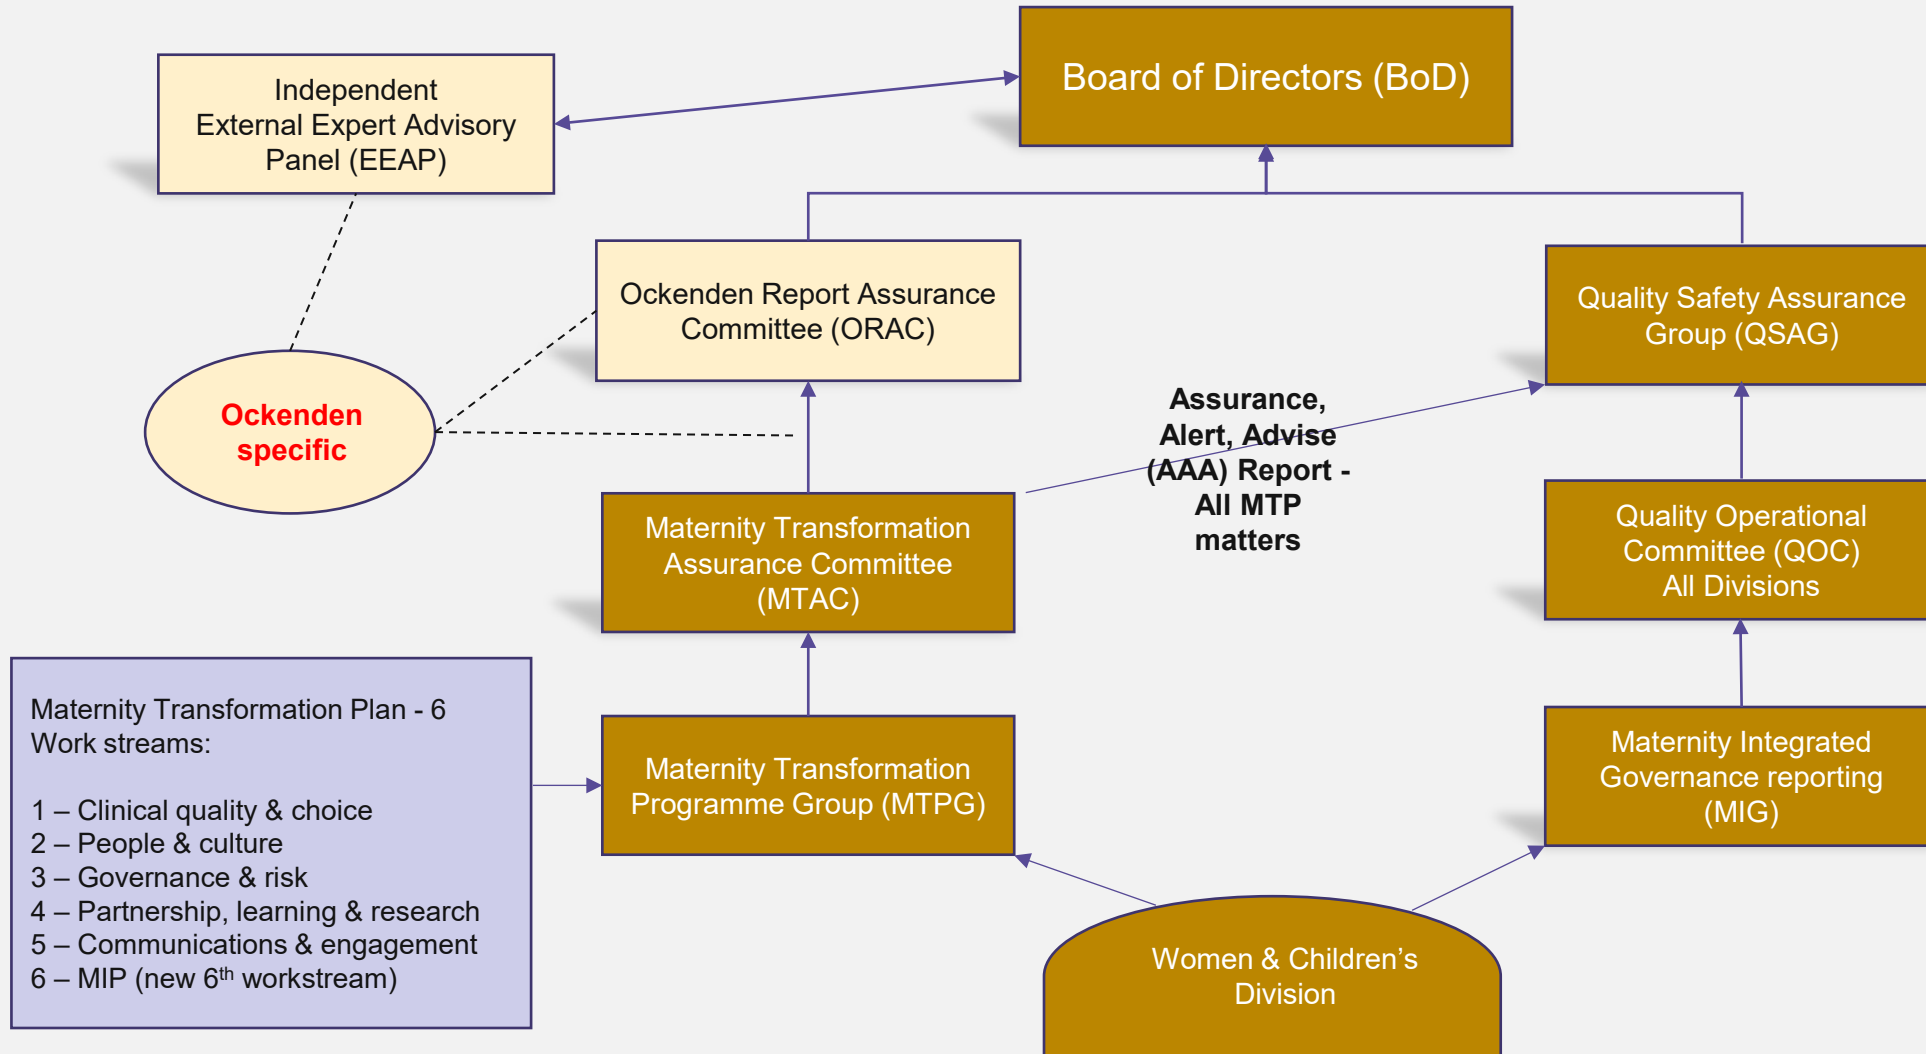 Board of Directors (BoD)
Independent
External Expert Advisory
Panel (EEAP)
Ockenden Report Assurance
Committee (ORAC)
Quality Safety Assurance
Group (QSAG)
Ockenden
specific
Assurance,
Alert, Advise
(AAA) Report -
All MTP
matters
Maternity Transformation
Assurance Committee
(MTAC)
Quality Operational
Committee (QOC)
All Divisions
Maternity Transformation Plan - 6
Work streams:
1 – Clinical quality & choice
2 – People & culture
3 – Governance & risk
4 – Partnership, learning & research
5 – Communications & engagement
6 – MIP (new 6th workstream)
Maternity Transformation
Programme Group (MTPG)
Maternity Integrated
Governance reporting
(MIG)
Women & Children's
Division